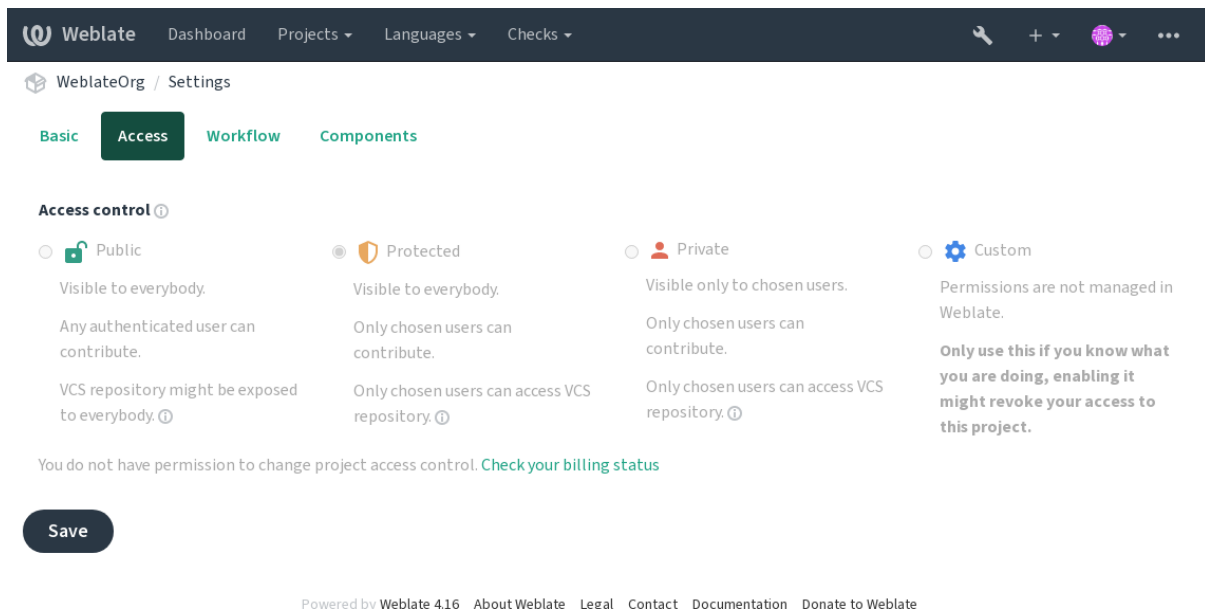 Weblate Dashboard Projects Languages Checks
WeblateOrg / Settings
Basic Access Workflow Components
Access control
Public
Visible to everybody.
Any authenticated user can
contribute.
VCS repository might be exposed
to everybody.
Protected
Visible to everybody.
Only chosen users can
contribute.
Only chosen users can access VCS
repository.
Private
Visible only to chosen users.
Only chosen users can
contribute.
Only chosen users can access VCS
repository.
Custom
Permissions are not managed in
Weblate.
Only use this if you know what
you are doing, enabling it
might revoke your access to
this project.
You do not have permission to change project access control. Check your billing status
Save
Powered by Weblate 4.16 About Weblate Legal Contact Documentation Donate to Weblate